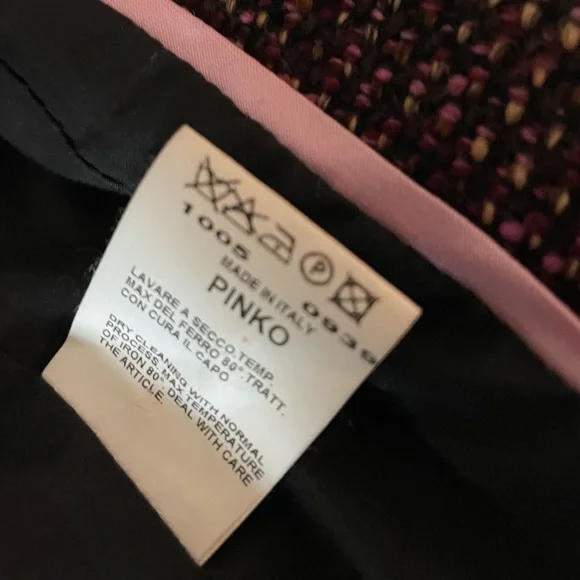 P
1005 0939
MADE IN ITALY
PINKO
LAVARE A SECCO.TEMP.
MAX DEL FERRO 80°. TRATT.
CON CURA IL CAPO
DRY CLEANING WITH NORMAL
PROCESS. MAX. TEMPERATURE
OF IRON 80°. DEAL WITH CARE
THE ARTICLE.